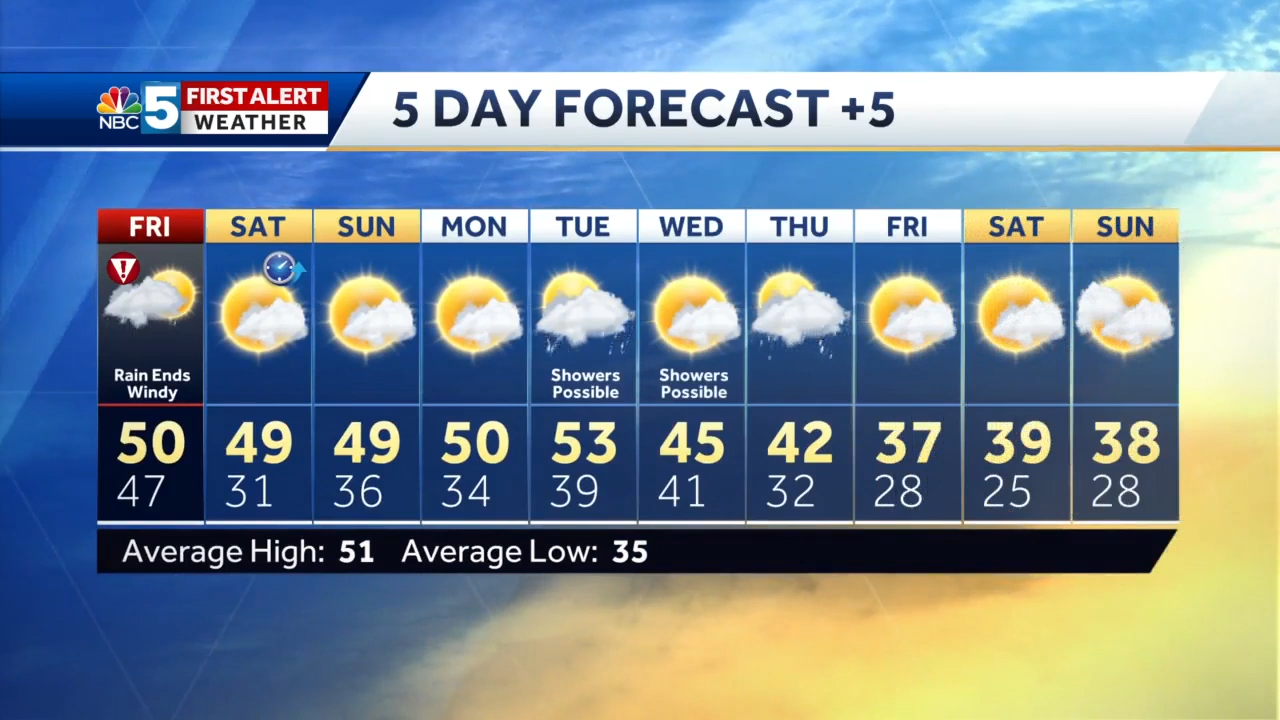 NBC 5 FIRST ALERT
WEATHER
5 DAY FORECAST +5
FRI SAT SUN MON TUE WED THU FRI SAT SUN
!
Rain Ends
Windy
Showers
Possible
Showers
Possible
50 49 49 50 53 45 42 37 39 38
47 31 36 34 39 41 32 28 25 28
Average High: 51 Average Low: 35